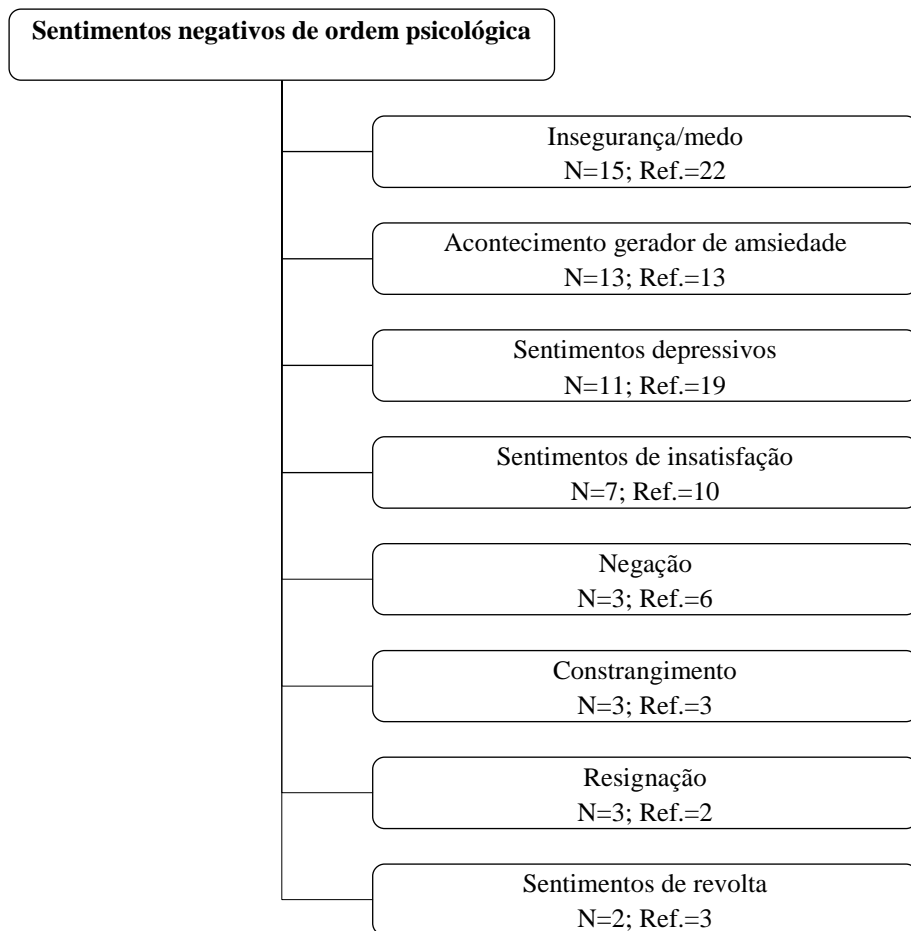 Sentimentos negativos de ordem psicológica
Insegurança/medo
N=15; Ref.=22
Acontecimento gerador de amsiedade
N=13; Ref.=13
Sentimentos depressivos
N=11; Ref.=19
Sentimentos de insatisfação
N=7; Ref.=10
Negação
N=3; Ref.=6
Constrangimento
N=3; Ref.=3
Resignação
N=3; Ref.=2
Sentimentos de revolta
N=2; Ref.=3